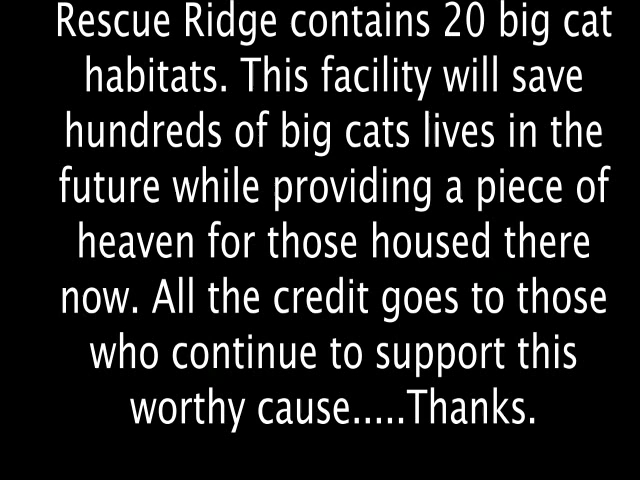 Rescue Ridge contains 20 big cat
habitats. This facility will save
hundreds of big cats lives in the
future while providing a piece of
heaven for those housed there
now. All the credit goes to those
who continue to support this
worthy cause.....Thanks.